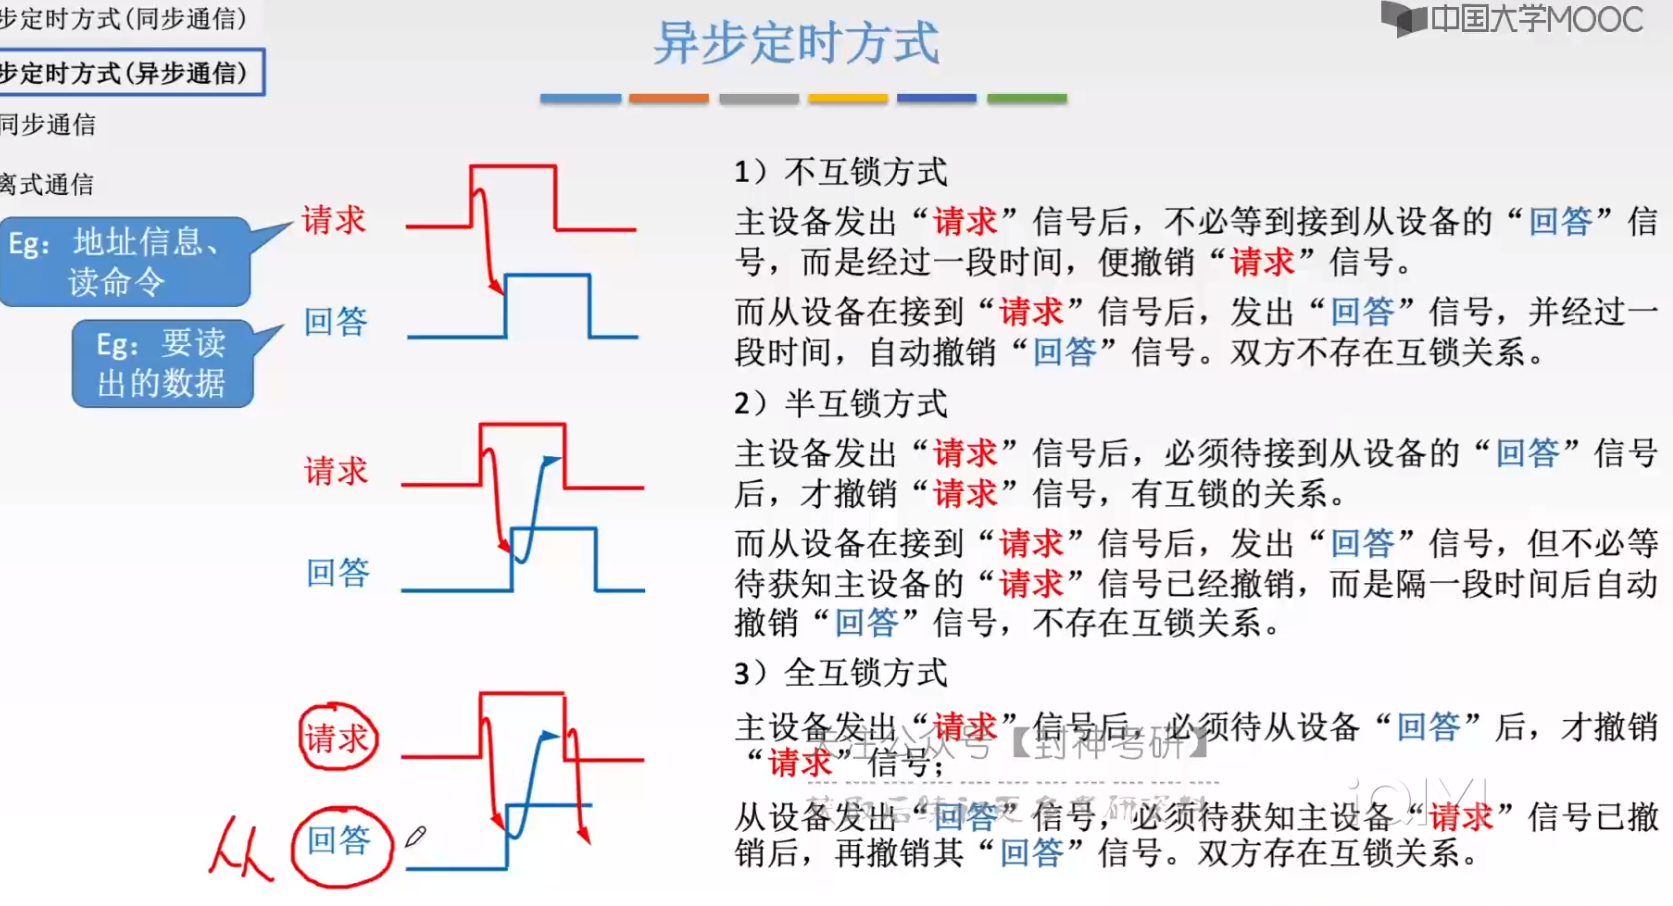 步定时方式(同步通信)
步定时方式(异步通信)
同步通信
离式通信
异步定时方式
中国大学MOOC
Eg：地址信息、
读命令
Eg：要读
出的数据
请求
回答
请求
回答
请求
回答
从
1）不互锁方式
主设备发出“请求”信号后，不必等到接到从设备的“回答”信
号，而是经过一段时间，便撤销“请求”信号。
而从设备在接到“请求”信号后，发出“回答”信号，并经过一
段时间，自动撤销“回答”信号。双方不存在互锁关系。
2）半互锁方式
主设备发出“请求”信号后，必须待接到从设备的“回答”信号
后，才撤销“请求”信号，有互锁的关系。
而从设备在接到“请求”信号后，发出“回答”信号，但不必等
待获知主设备的“请求”信号已经撤销，而是隔一段时间后自动
撤销“回答”信号，不存在互锁关系。
3）全互锁方式
主设备发出“请求”信号后，必须待从设备“回答”后，才撤销
“请求”信号；
从设备发出“回答”信号，必须待获知主设备“请求”信号已撤
销后，再撤销其“回答”信号。双方存在互锁关系。
关注公众号【封神考研】